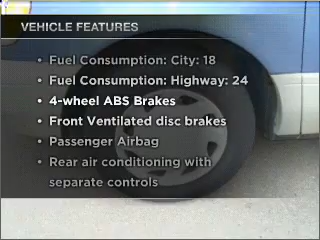 VEHICLE FEATURES
• Fuel Consumption: City: 18
• Fuel Consumption: Highway: 24
• 4-wheel ABS Brakes
• Front Ventilated disc brakes
• Passenger Airbag
• Rear air conditioning with
separate controls